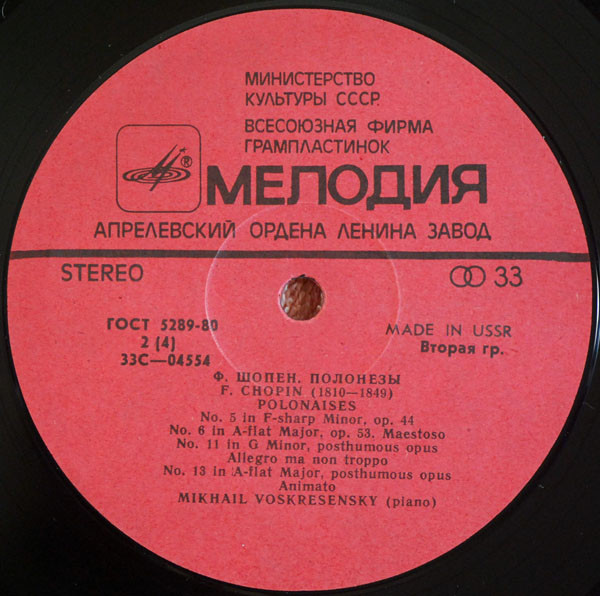 МИНИСТЕРСТВО
КУЛЬТУРЫ СССР.
ВСЕСОЮЗНАЯ ФИРМА
ГРАМПЛАСТИНОК
®
МЕЛОДИЯ
АПРЕЛЕВСКИЙ ОРДЕНА ЛЕНИНА ЗАВОД
STEREO
33
ГОСТ 5289-80
2 (4)
33С—04554
MADE IN USSR
Вторая гр.
Ф. ШОПЕН. ПОЛОНЕЗЫ
F. CHOPIN (1810—1849)
POLONAISES
No. 5 in F-sharp Minor, op. 44
No. 6 in A-flat Major, op. 53. Maestoso
No. 11 in G Minor, posthumous opus
Allegro ma non troppo
No. 13 in A-flat Major, posthumous opus
Animato
MIKHAIL VOSKRESENSKY (piano)